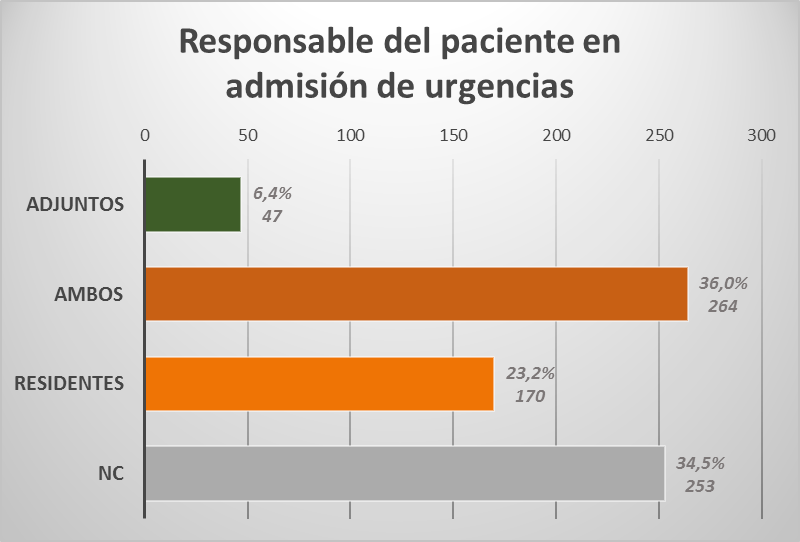 Responsable del paciente en
admisión de urgencias
0 50 100 150 200 250 300
ADJUNTOS
6,4%
47
AMBOS
36,0%
264
RESIDENTES
23,2%
170
NC
34,5%
253